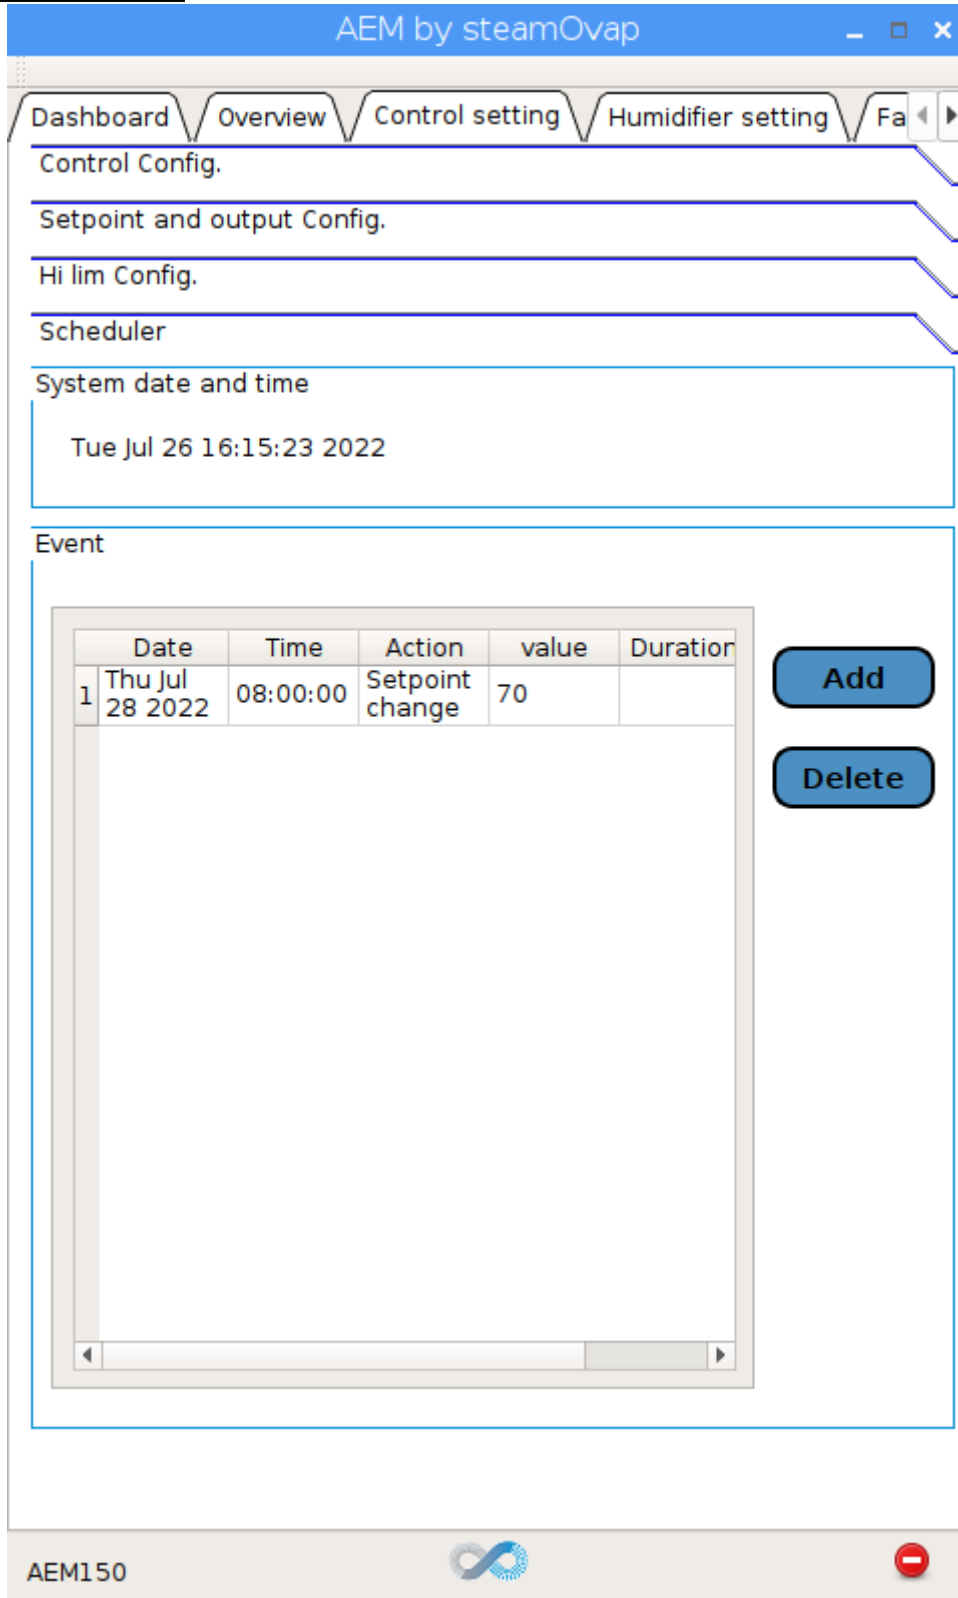 AEM by steamOvap
Dashboard Overview Control setting Humidifier setting Fa
Control Config.
Setpoint and output Config.
Hi lim Config.
Scheduler
System date and time
Tue Jul 26 16:15:23 2022
Event
Date Time Action value Duration
1 Thu Jul 28 2022 08:00:00 Setpoint change 70
Add
Delete
AEM150